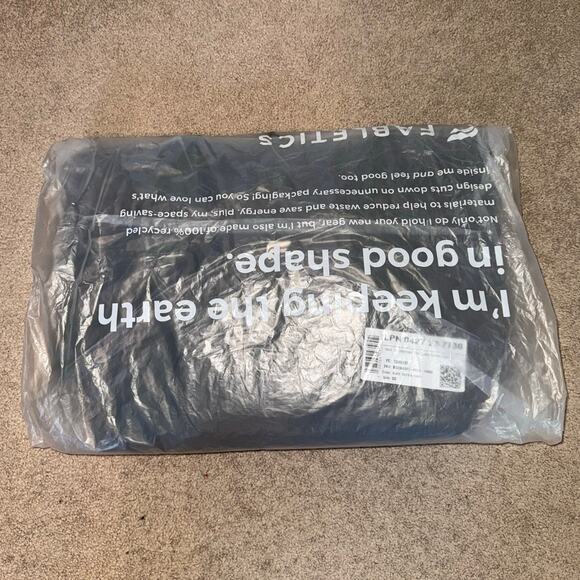 I'm keeping the earth
in good shape.
Not only do I hold your new gear, but I'm also made of 100% recycled
materials to help reduce waste and save energy, plus, my space-saving
design cuts down on unnecessary packaging! So you can love what's
inside me and feel good too.
FABLETICS
LPN